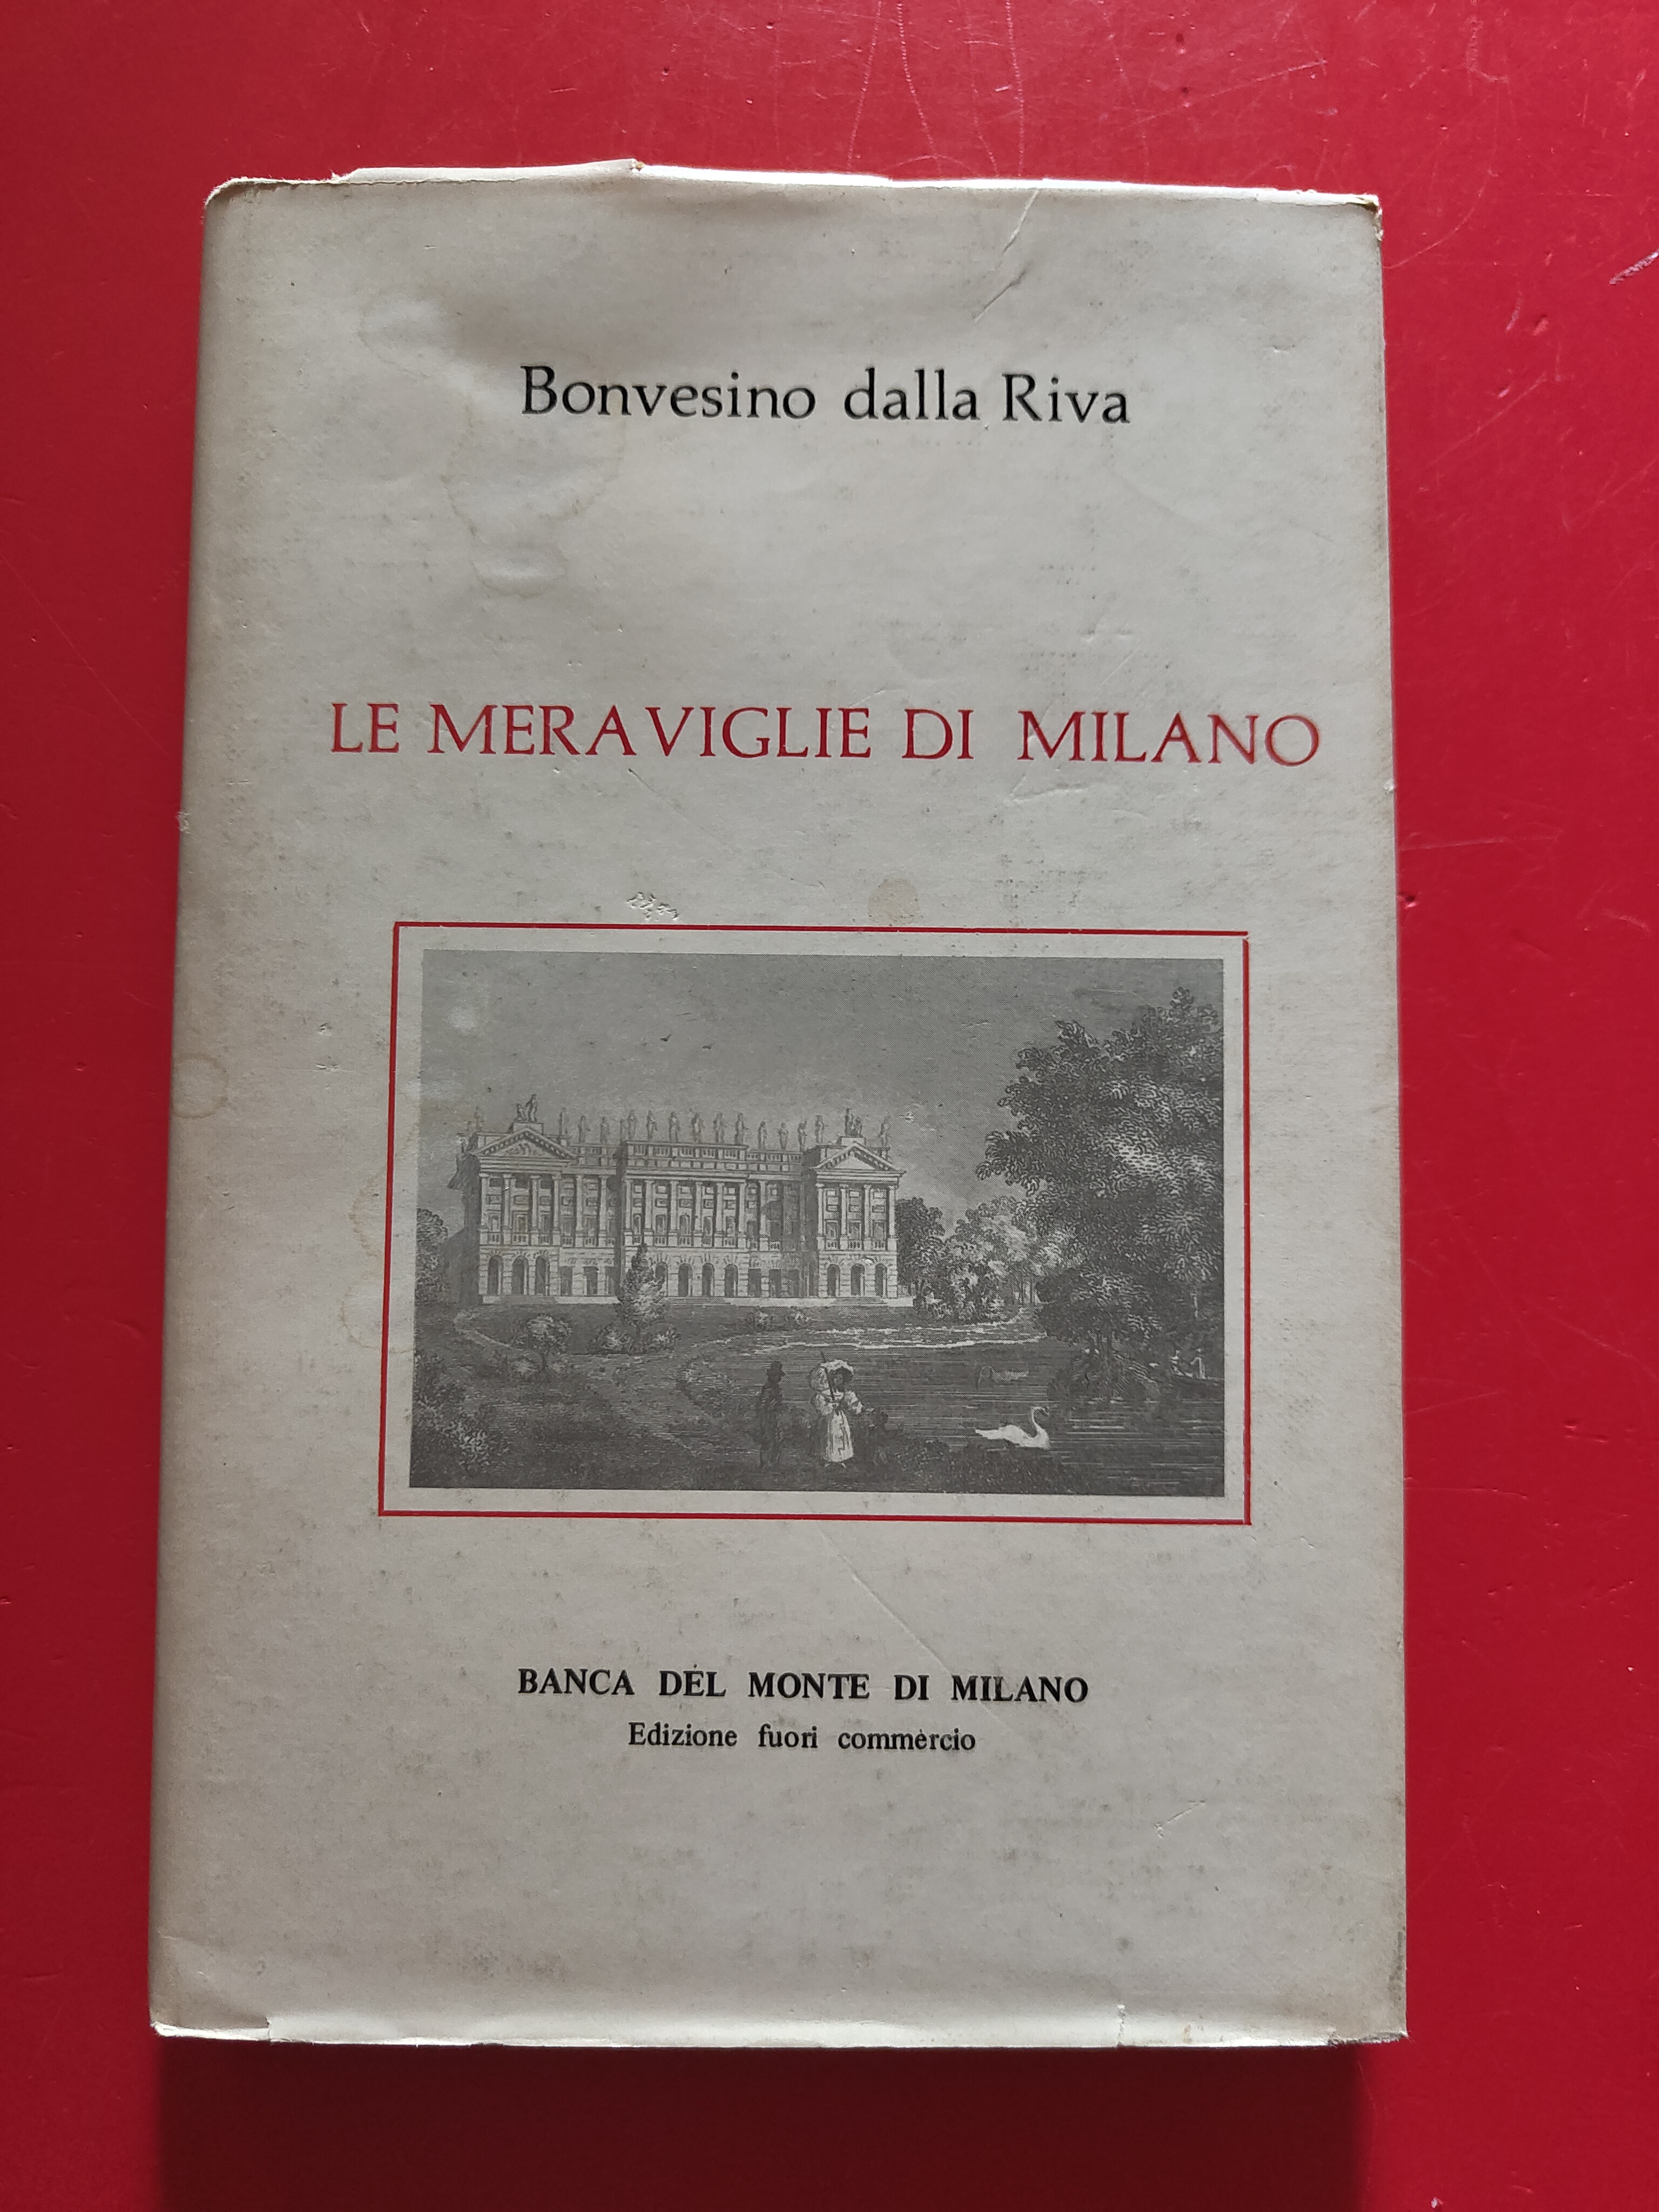 Bonvesino dalla Riva
LE MERAVIGLIE DI MILANO
BANCA DEL MONTE DI MILANO
Edizione fuori commercio